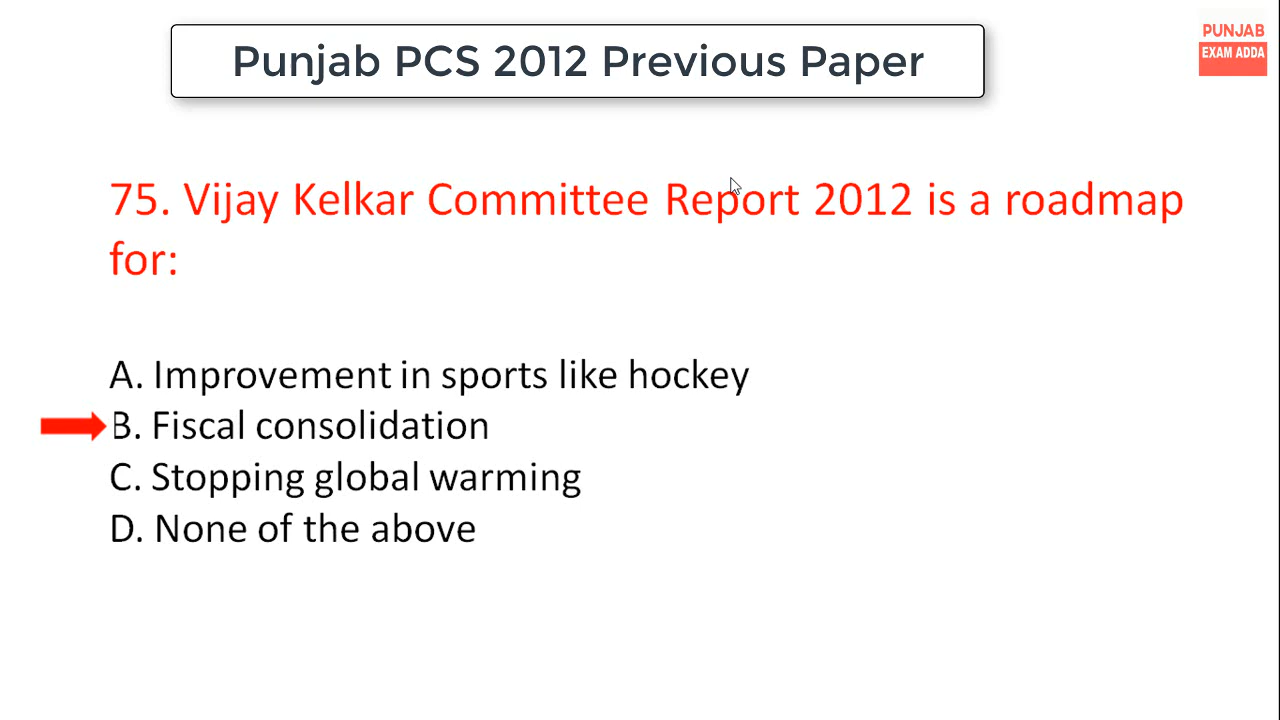 Punjab PCS 2012 Previous Paper
PUNJAB
EXAM ADDA
75. Vijay Kelkar Committee Report 2012 is a roadmap
for:
A. Improvement in sports like hockey
B. Fiscal consolidation
C. Stopping global warming
D. None of the above